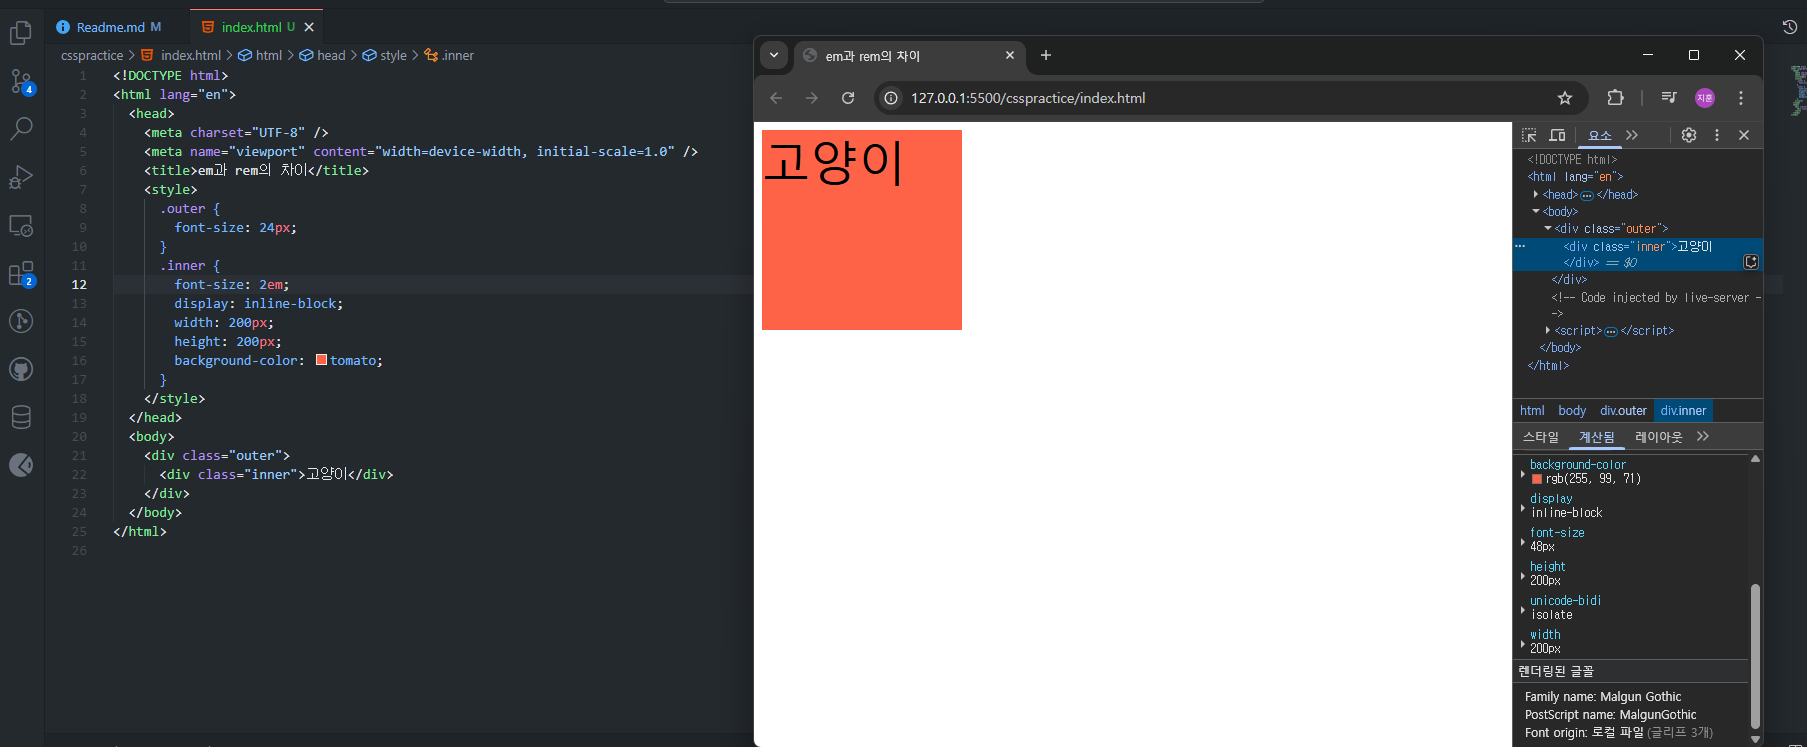 Readme.md M
index.html U
csspractice > index.html > html > head > style > .inner
1 <!DOCTYPE html>
2 <html lang="en">
3 <head>
4 <meta charset="UTF-8" />
5 <meta name="viewport" content="width=device-width, initial-scale=1.0" />
6 <title>em과 rem의 차이</title>
7 <style>
8 .outer {
9 font-size: 24px;
10 }
11 .inner {
12 font-size: 2em;
13 display: inline-block;
14 width: 200px;
15 height: 200px;
16 background-color: tomato;
17 }
18 </style>
19 </head>
20 <body>
21 <div class="outer">
22 <div class="inner">고양이</div>
23 </div>
24 </body>
25 </html>
26
4
2
em과 rem의 차이
127.0.0.1:5500/csspractice/index.html
지훈
고양이
요소
<!DOCTYPE html>
<html lang="en">
<head>…</head>
<body>
<div class="outer">
<div class="inner">고양이
</div> == $0
</div>
<!-- Code injected by live-server -
->
<script>…</script>
</body>
</html>
html body div.outer div.inner
스타일 계산됨 레이아웃
background-color
rgb(255, 99, 71)
display
inline-block
font-size
48px
height
200px
unicode-bidi
isolate
width
200px
렌더링된 글꼴
Family name: Malgun Gothic
PostScript name: MalgunGothic
Font origin: 로컬 파일 (글리프 3개)